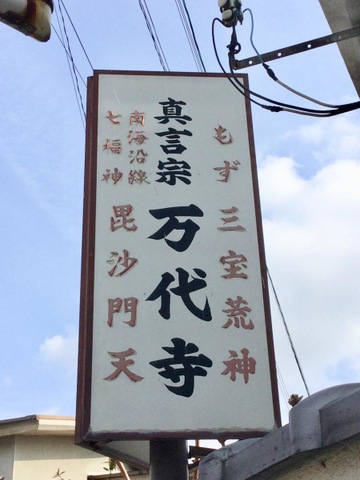 もず三宝荒神
真言宗
万代寺
南海沿線
七福神
毘沙門天